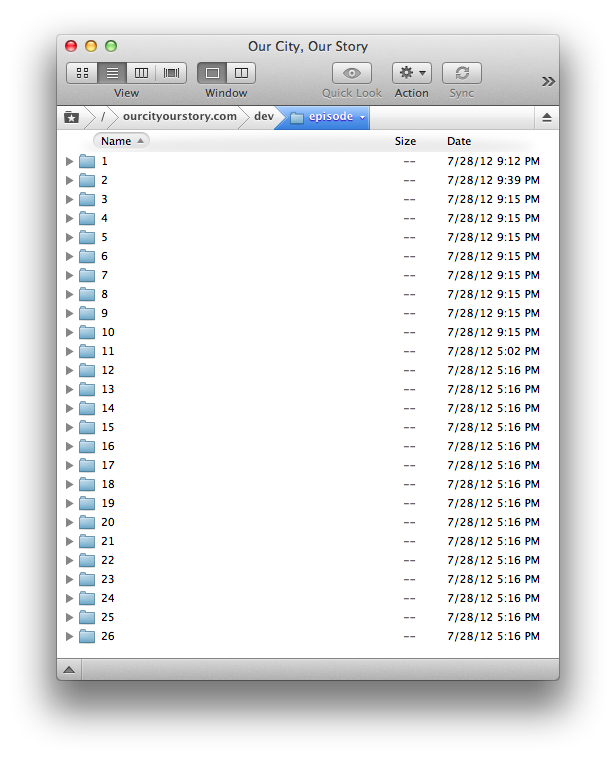 Our City, Our Story
View Window Quick Look Action Sync
/ ourcityyourstory.com dev episode
Name Size Date
1 -- 7/28/12 9:12 PM
2 -- 7/28/12 9:39 PM
3 -- 7/28/12 9:15 PM
4 -- 7/28/12 9:15 PM
5 -- 7/28/12 9:15 PM
6 -- 7/28/12 9:15 PM
7 -- 7/28/12 9:15 PM
8 -- 7/28/12 9:15 PM
9 -- 7/28/12 9:15 PM
10 -- 7/28/12 9:15 PM
11 -- 7/28/12 5:02 PM
12 -- 7/28/12 5:16 PM
13 -- 7/28/12 5:16 PM
14 -- 7/28/12 5:16 PM
15 -- 7/28/12 5:16 PM
16 -- 7/28/12 5:16 PM
17 -- 7/28/12 5:16 PM
18 -- 7/28/12 5:16 PM
19 -- 7/28/12 5:16 PM
20 -- 7/28/12 5:16 PM
21 -- 7/28/12 5:16 PM
22 -- 7/28/12 5:16 PM
23 -- 7/28/12 5:16 PM
24 -- 7/28/12 5:16 PM
25 -- 7/28/12 5:16 PM
26 -- 7/28/12 5:16 PM